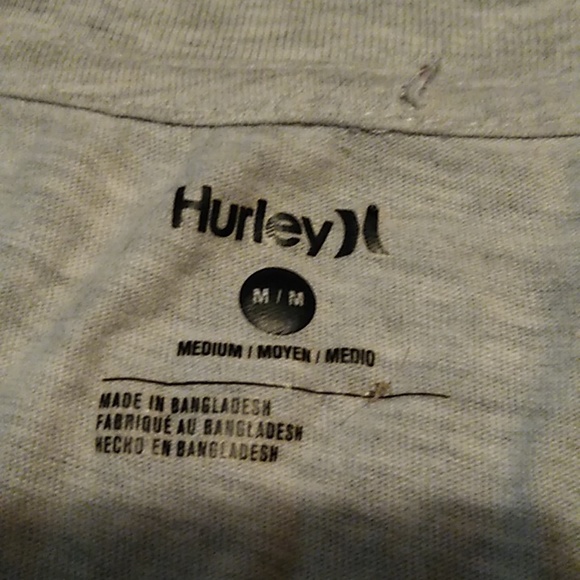 Hurley
M / M
MEDIUM / MOYEN / MEDIO
MADE IN BANGLADESH
FABRIQUÉ AU BANGLADESH
HECHO EN BANGLADESH